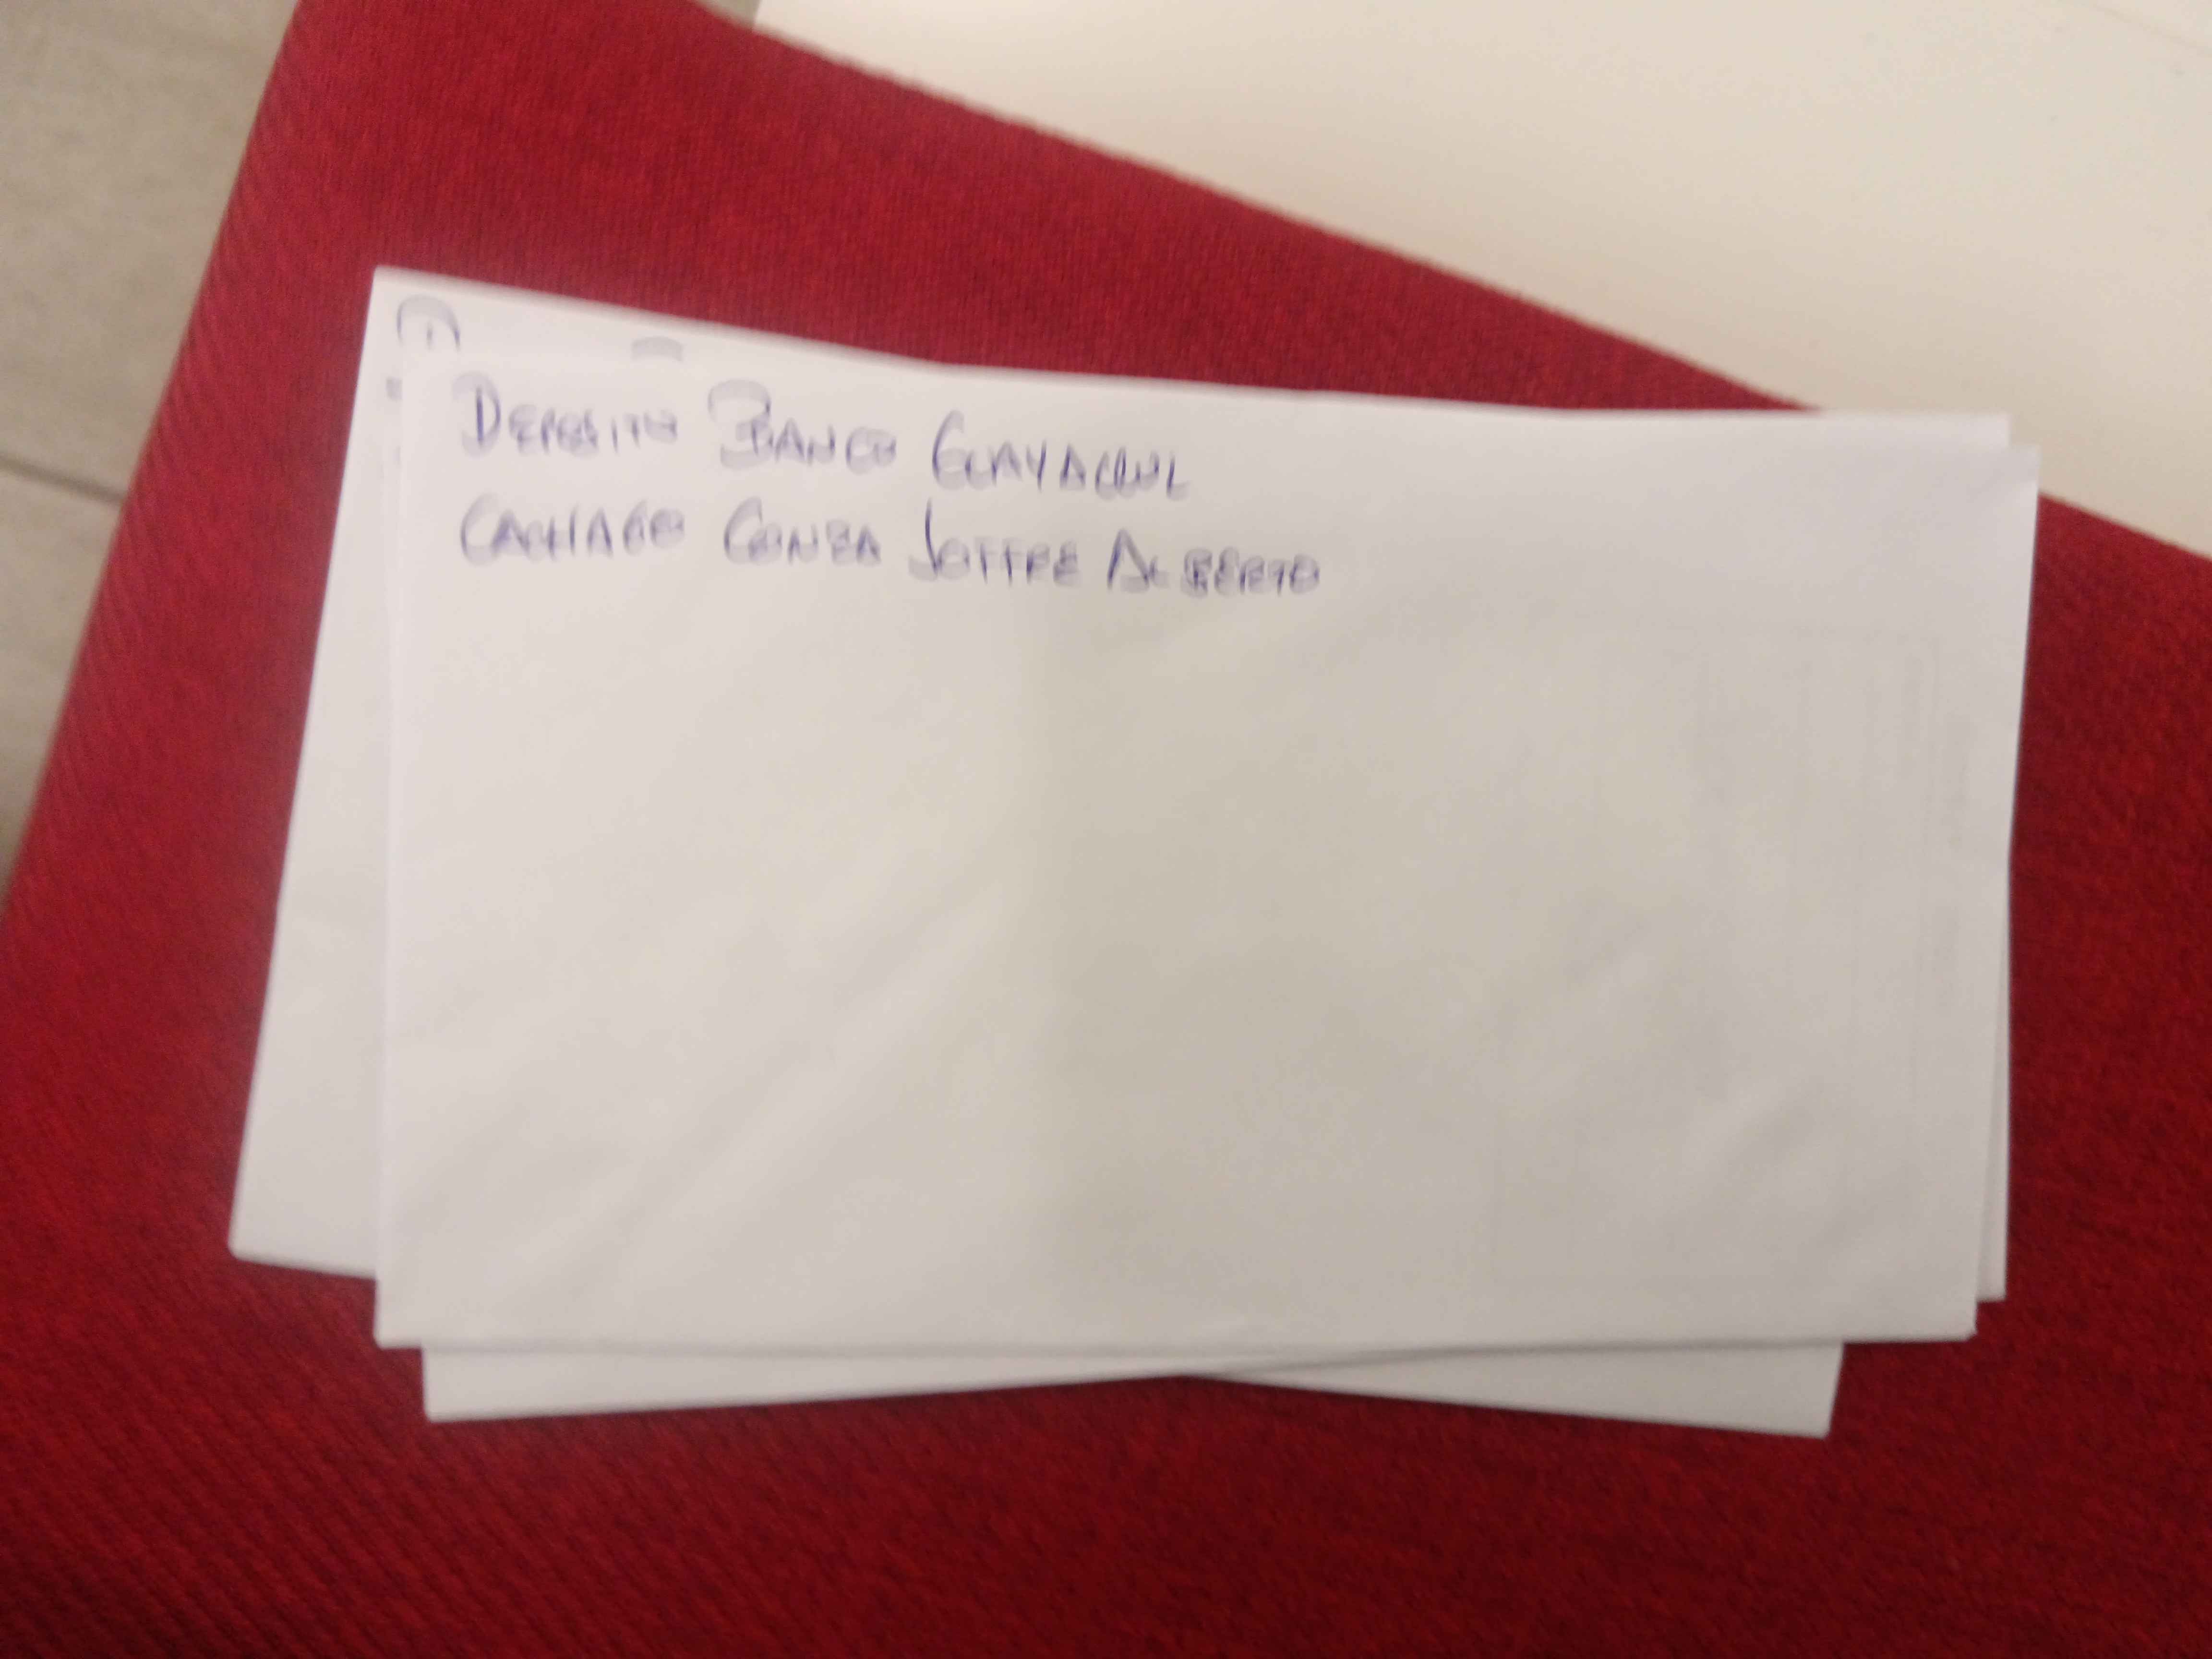 DEPOSITO BANCO GUAYAQUIL
CACHAGO CONZA JOFFRE ALBERTO